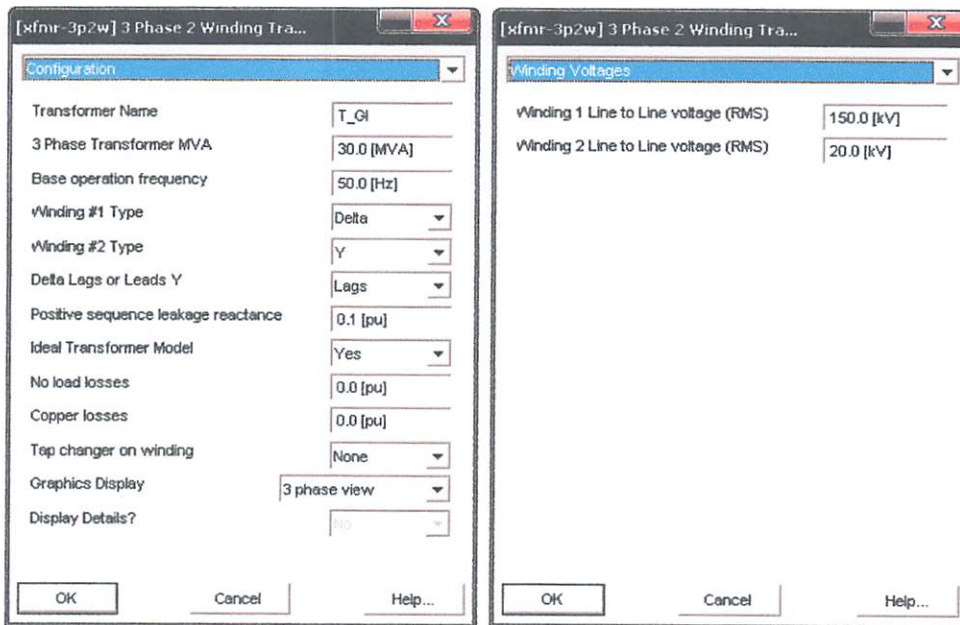 [xfmr-3p2w] 3 Phase 2 Winding Tra...
Configuration
Transformer Name T_GI
3 Phase Transformer MVA 30.0 [MVA]
Base operation frequency 50.0 [Hz]
Winding #1 Type Delta
Winding #2 Type Y
Delta Lags or Leads Y Lags
Positive sequence leakage reactance 0.1 [pu]
Ideal Transformer Model Yes
No load losses 0.0 [pu]
Copper losses 0.0 [pu]
Tap changer on winding None
Graphics Display 3 phase view
Display Details? No
OK Cancel Help...
[xfmr-3p2w] 3 Phase 2 Winding Tra...
Winding Voltages
Winding 1 Line to Line voltage (RMS) 150.0 [kV]
Winding 2 Line to Line voltage (RMS) 20.0 [kV]
OK Cancel Help...